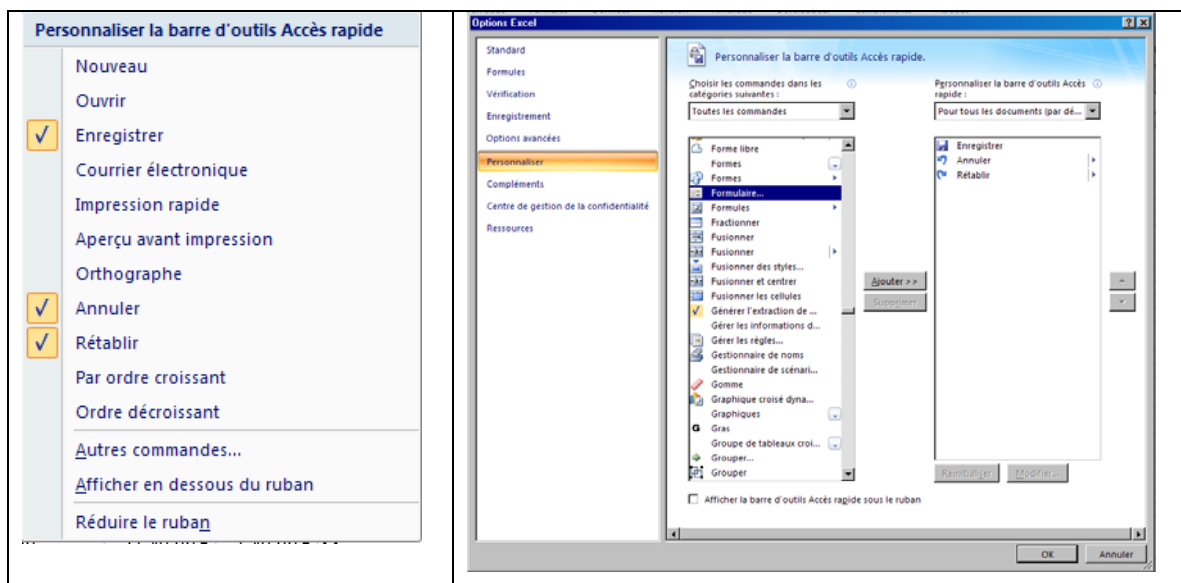 Personnaliser la barre d'outils Accès rapide
Nouveau
Ouvrir
Enregistrer
Courrier électronique
Impression rapide
Aperçu avant impression
Orthographe
Annuler
Rétablir
Par ordre croissant
Ordre décroissant
Autres commandes...
Afficher en dessous du ruban
Réduire le ruban
Options Excel
Standard
Formules
Vérification
Enregistrement
Options avancées
Personnaliser
Compléments
Centre de gestion de la confidentialité
Ressources
Personnaliser la barre d'outils Accès rapide.
Choisir les commandes dans les
catégories suivantes :
Toutes les commandes
Forme libre
Formes
Formes
Formulaire...
Formules
Fractionner
Fusionner
Fusionner
Fusionner des styles...
Fusionner et centrer
Fusionner les cellules
Générer l'extraction de ...
Gérer les informations d...
Gérer les règles...
Gestionnaire de noms
Gestionnaire de scénari...
Gomme
Graphique croisé dyna...
Graphiques
G Gras
Groupe de tableaux croi...
Grouper...
Grouper
Ajouter >>
Supprimer
Personnaliser la barre d'outils Accès
rapide :
Pour tous les documents (par dé...
Enregistrer
Annuler
Rétablir
Réinitialiser
Modifier...
Afficher la barre d'outils Accès rapide sous le ruban
OK
Annuler